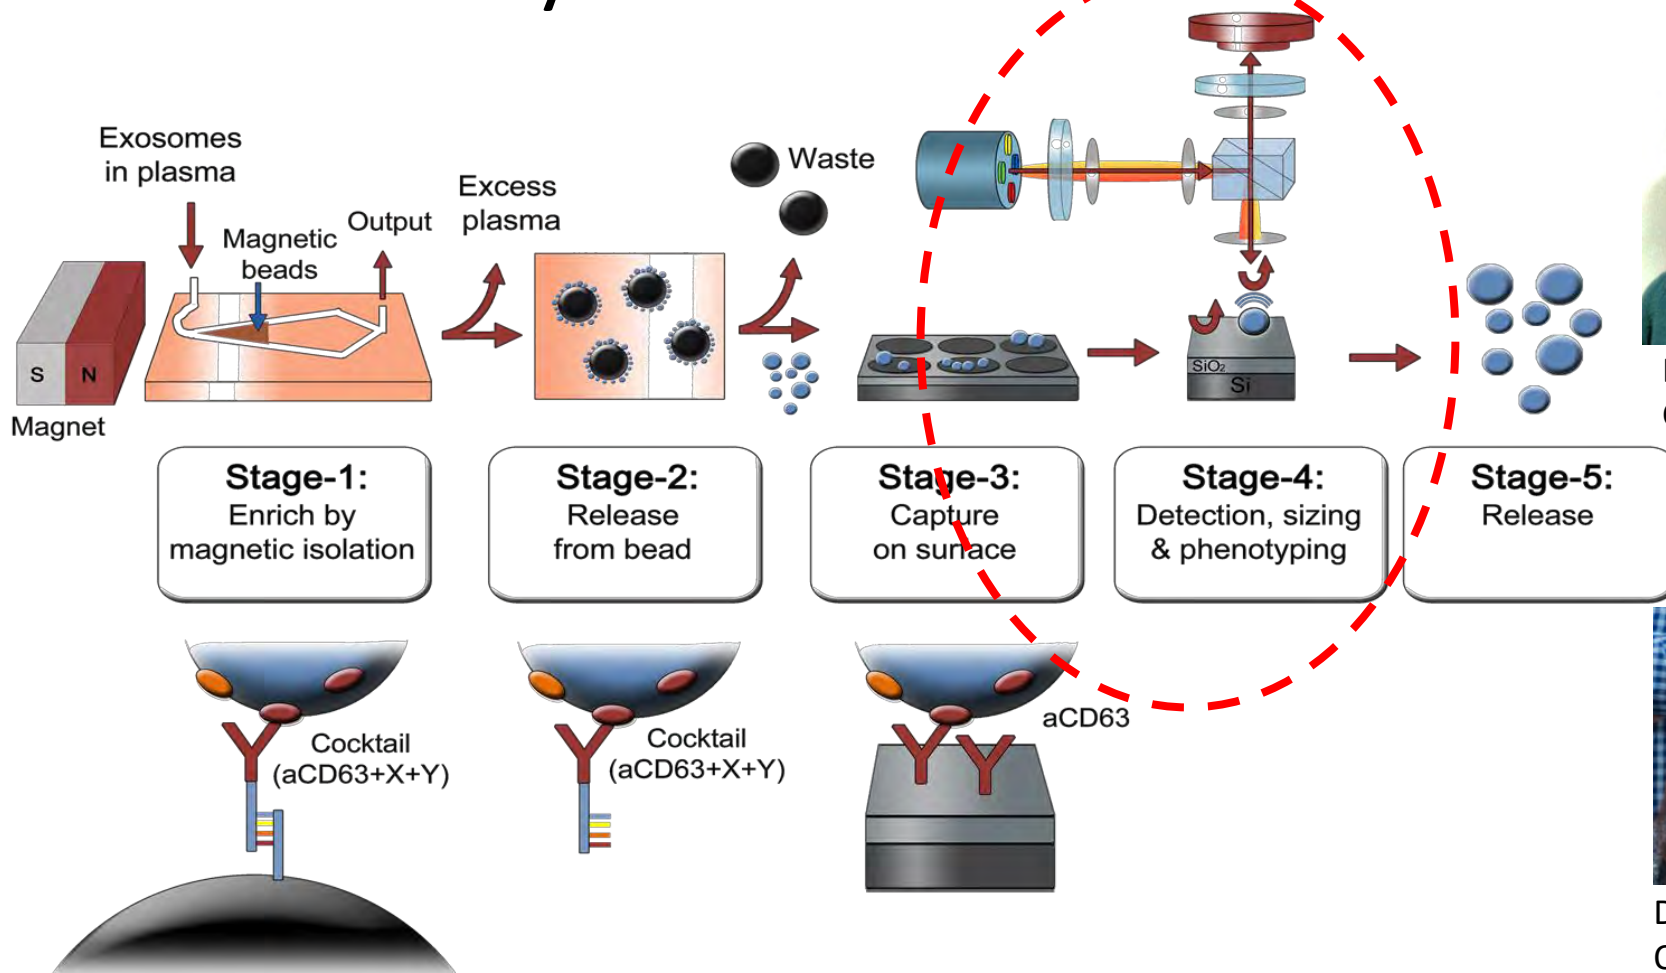 Exosomes
in plasma
Magnetic
beads
Output
Excess
plasma
Waste
S
N
Magnet
SiO₂
Si
Stage-1:
Enrich by
magnetic isolation
Stage-2:
Release
from bead
Stage-3:
Capture
on surface
Stage-4:
Detection, sizing
& phenotyping
Stage-5:
Release
Cocktail
(aCD63+X+Y)
Cocktail
(aCD63+X+Y)
aCD63